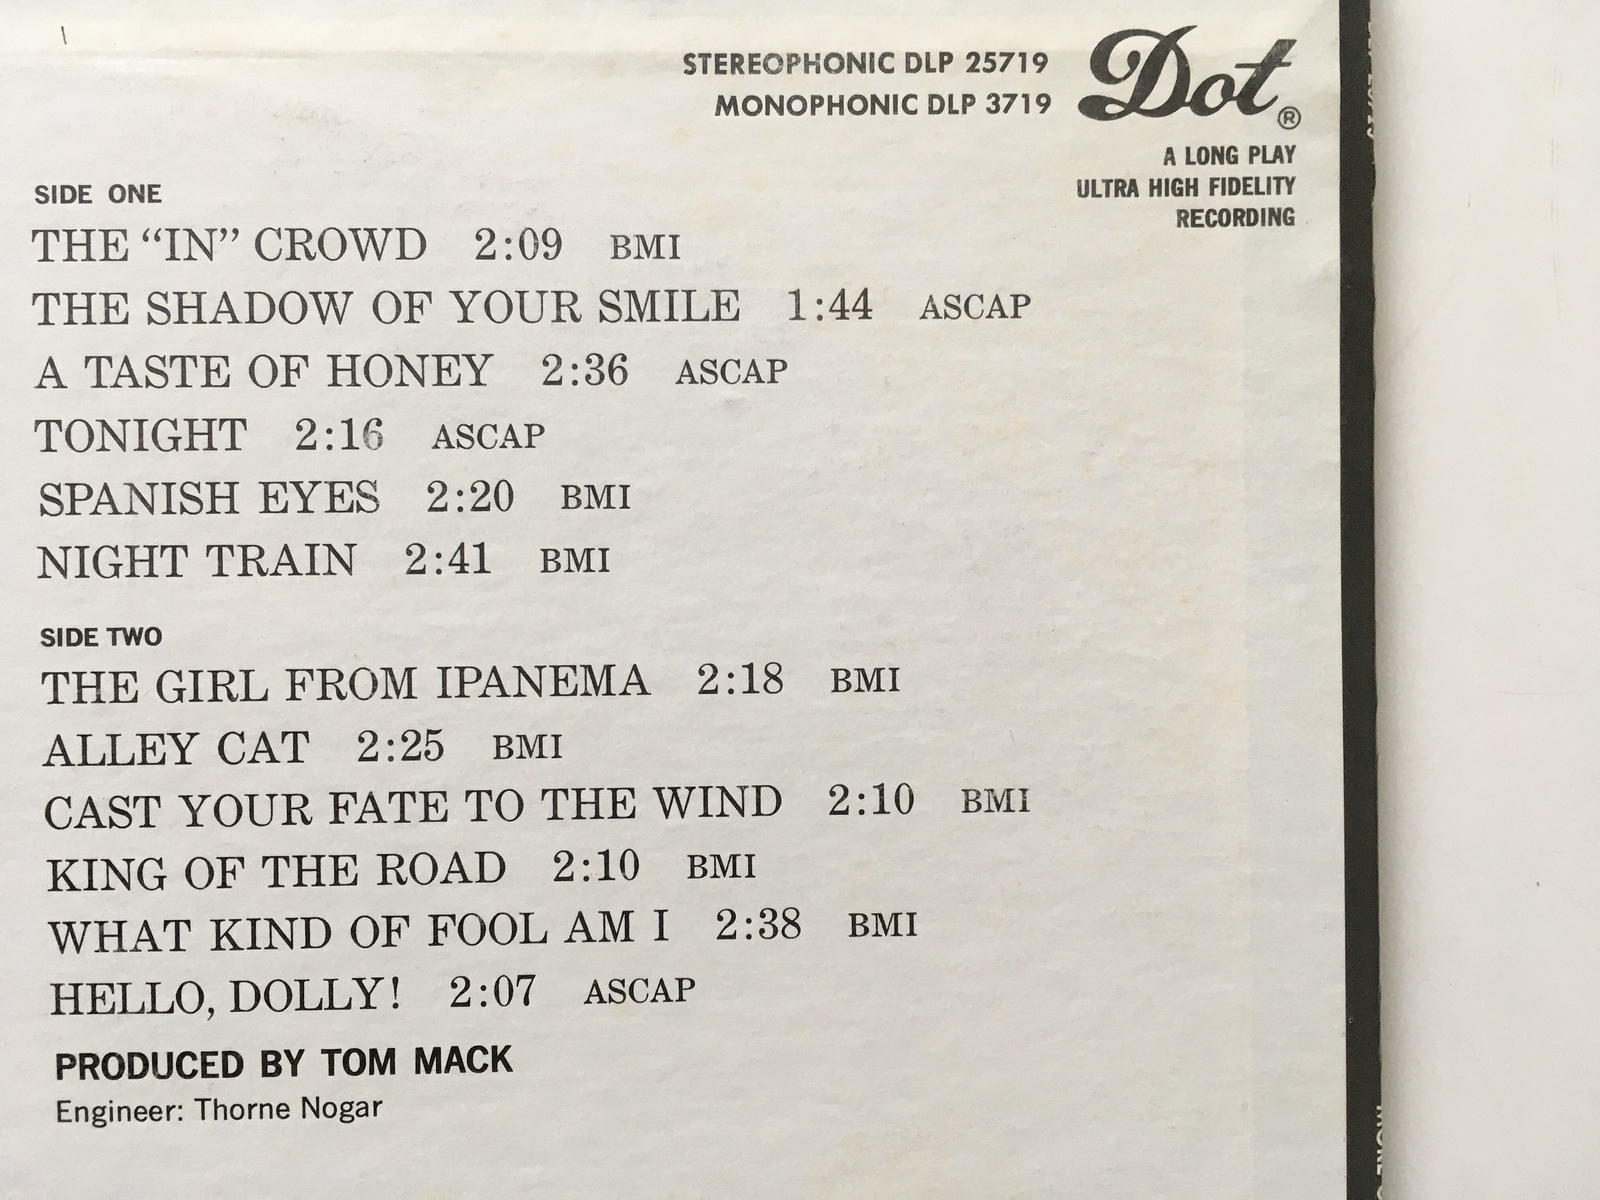 STEREOPHONIC DLP 25719
MONOPHONIC DLP 3719
Dot®
A LONG PLAY
ULTRA HIGH FIDELITY
RECORDING
SIDE ONE
THE “IN” CROWD 2:09 BMI
THE SHADOW OF YOUR SMILE 1:44 ASCAP
A TASTE OF HONEY 2:36 ASCAP
TONIGHT 2:16 ASCAP
SPANISH EYES 2:20 BMI
NIGHT TRAIN 2:41 BMI
SIDE TWO
THE GIRL FROM IPANEMA 2:18 BMI
ALLEY CAT 2:25 BMI
CAST YOUR FATE TO THE WIND 2:10 BMI
KING OF THE ROAD 2:10 BMI
WHAT KIND OF FOOL AM I 2:38 BMI
HELLO, DOLLY! 2:07 ASCAP
PRODUCED BY TOM MACK
Engineer: Thorne Nogar